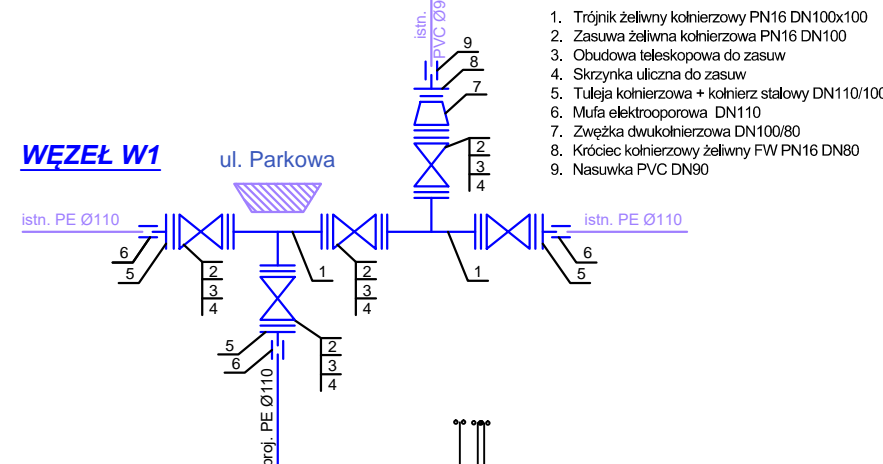 istn.
PVC Ø9
1. Trójnik żeliwny kołnierzowy PN16 DN100x100
2. Zasuwa żeliwna kołnierzowa PN16 DN100
3. Obudowa teleskopowa do zasuw
4. Skrzynka uliczna do zasuw
5. Tuleja kołnierzowa + kołnierz stalowy DN110/100
6. Mufa elektrooporowa DN110
7. Zwężka dwukołnierzowa DN100/80
8. Króciec kołnierzowy żeliwny FW PN16 DN80
9. Nasuwka PVC DN90
9
8
7
2
3
4
WĘZEŁ W1
ul. Parkowa
istn. PE Ø110
istn. PE Ø110
6
5
2
3
4
1
2
3
4
1
6
5
5
6
2
3
4
proj. PE Ø110